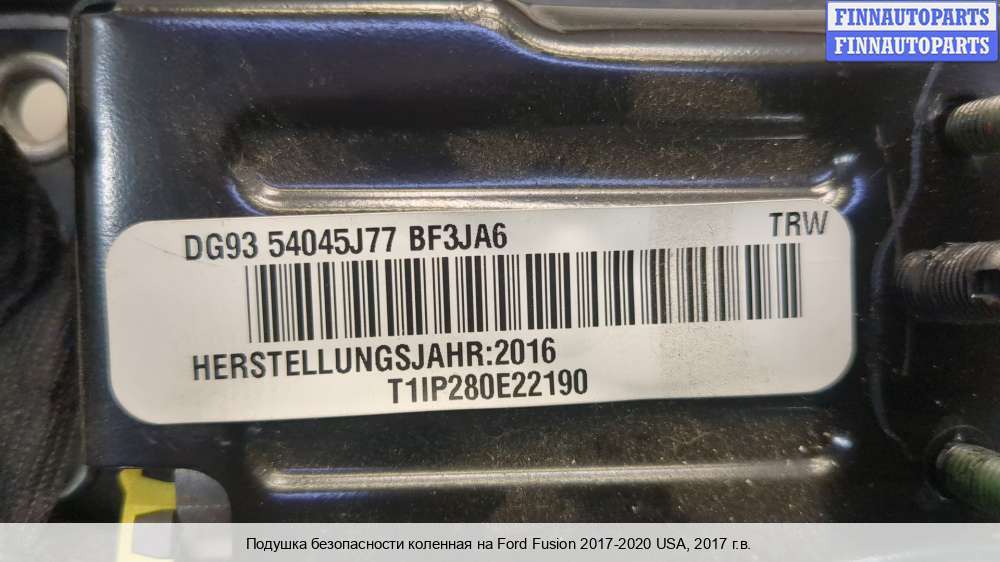 FINNAUTOPARTS
FINNAUTOPARTS
TRW
DG93 54045J77 BF3JA6
HERSTELLUNGSJAHR:2016
T1IP280E22190
Подушка безопасности коленная на Ford Fusion 2017-2020 USA, 2017 г.в.